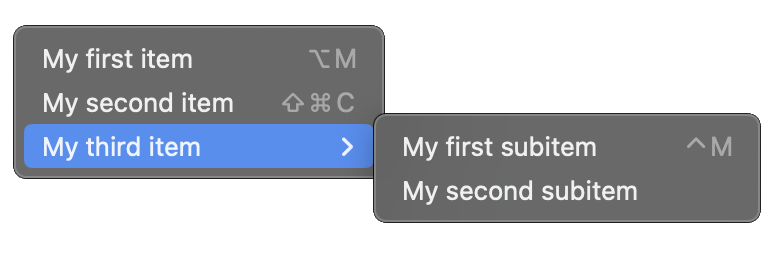 My first item ⌥ M
My second item ⇧ ⌘ C
My third item
My first subitem ^ M
My second subitem